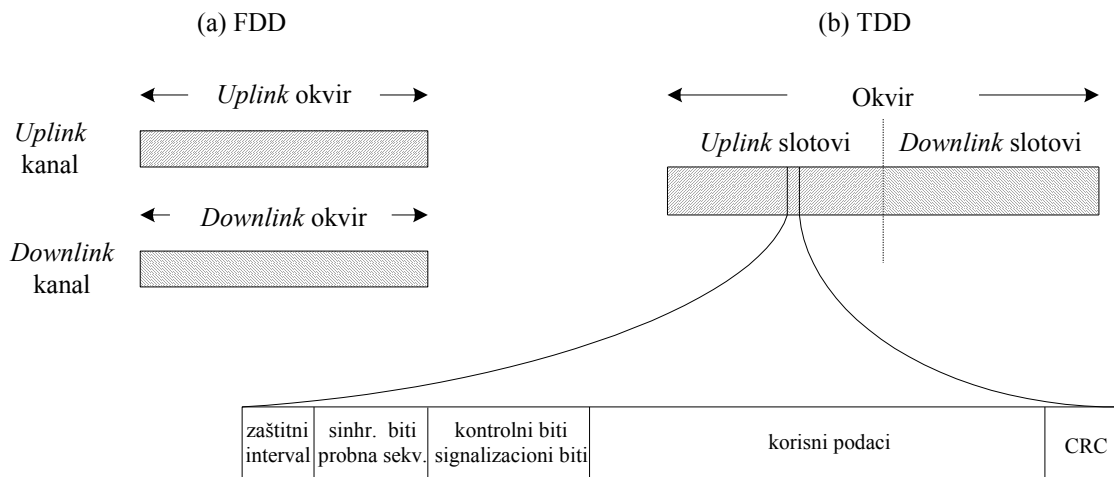 (a) FDD
(b) TDD
Uplink okvir
Uplink
kanal
Downlink okvir
Downlink
kanal
Okvir
Uplink slotovi
Downlink slotovi
zaštitni
interval
sinhr. biti
probna sekv.
kontrolni biti
signalizacioni biti
korisni podaci
CRC